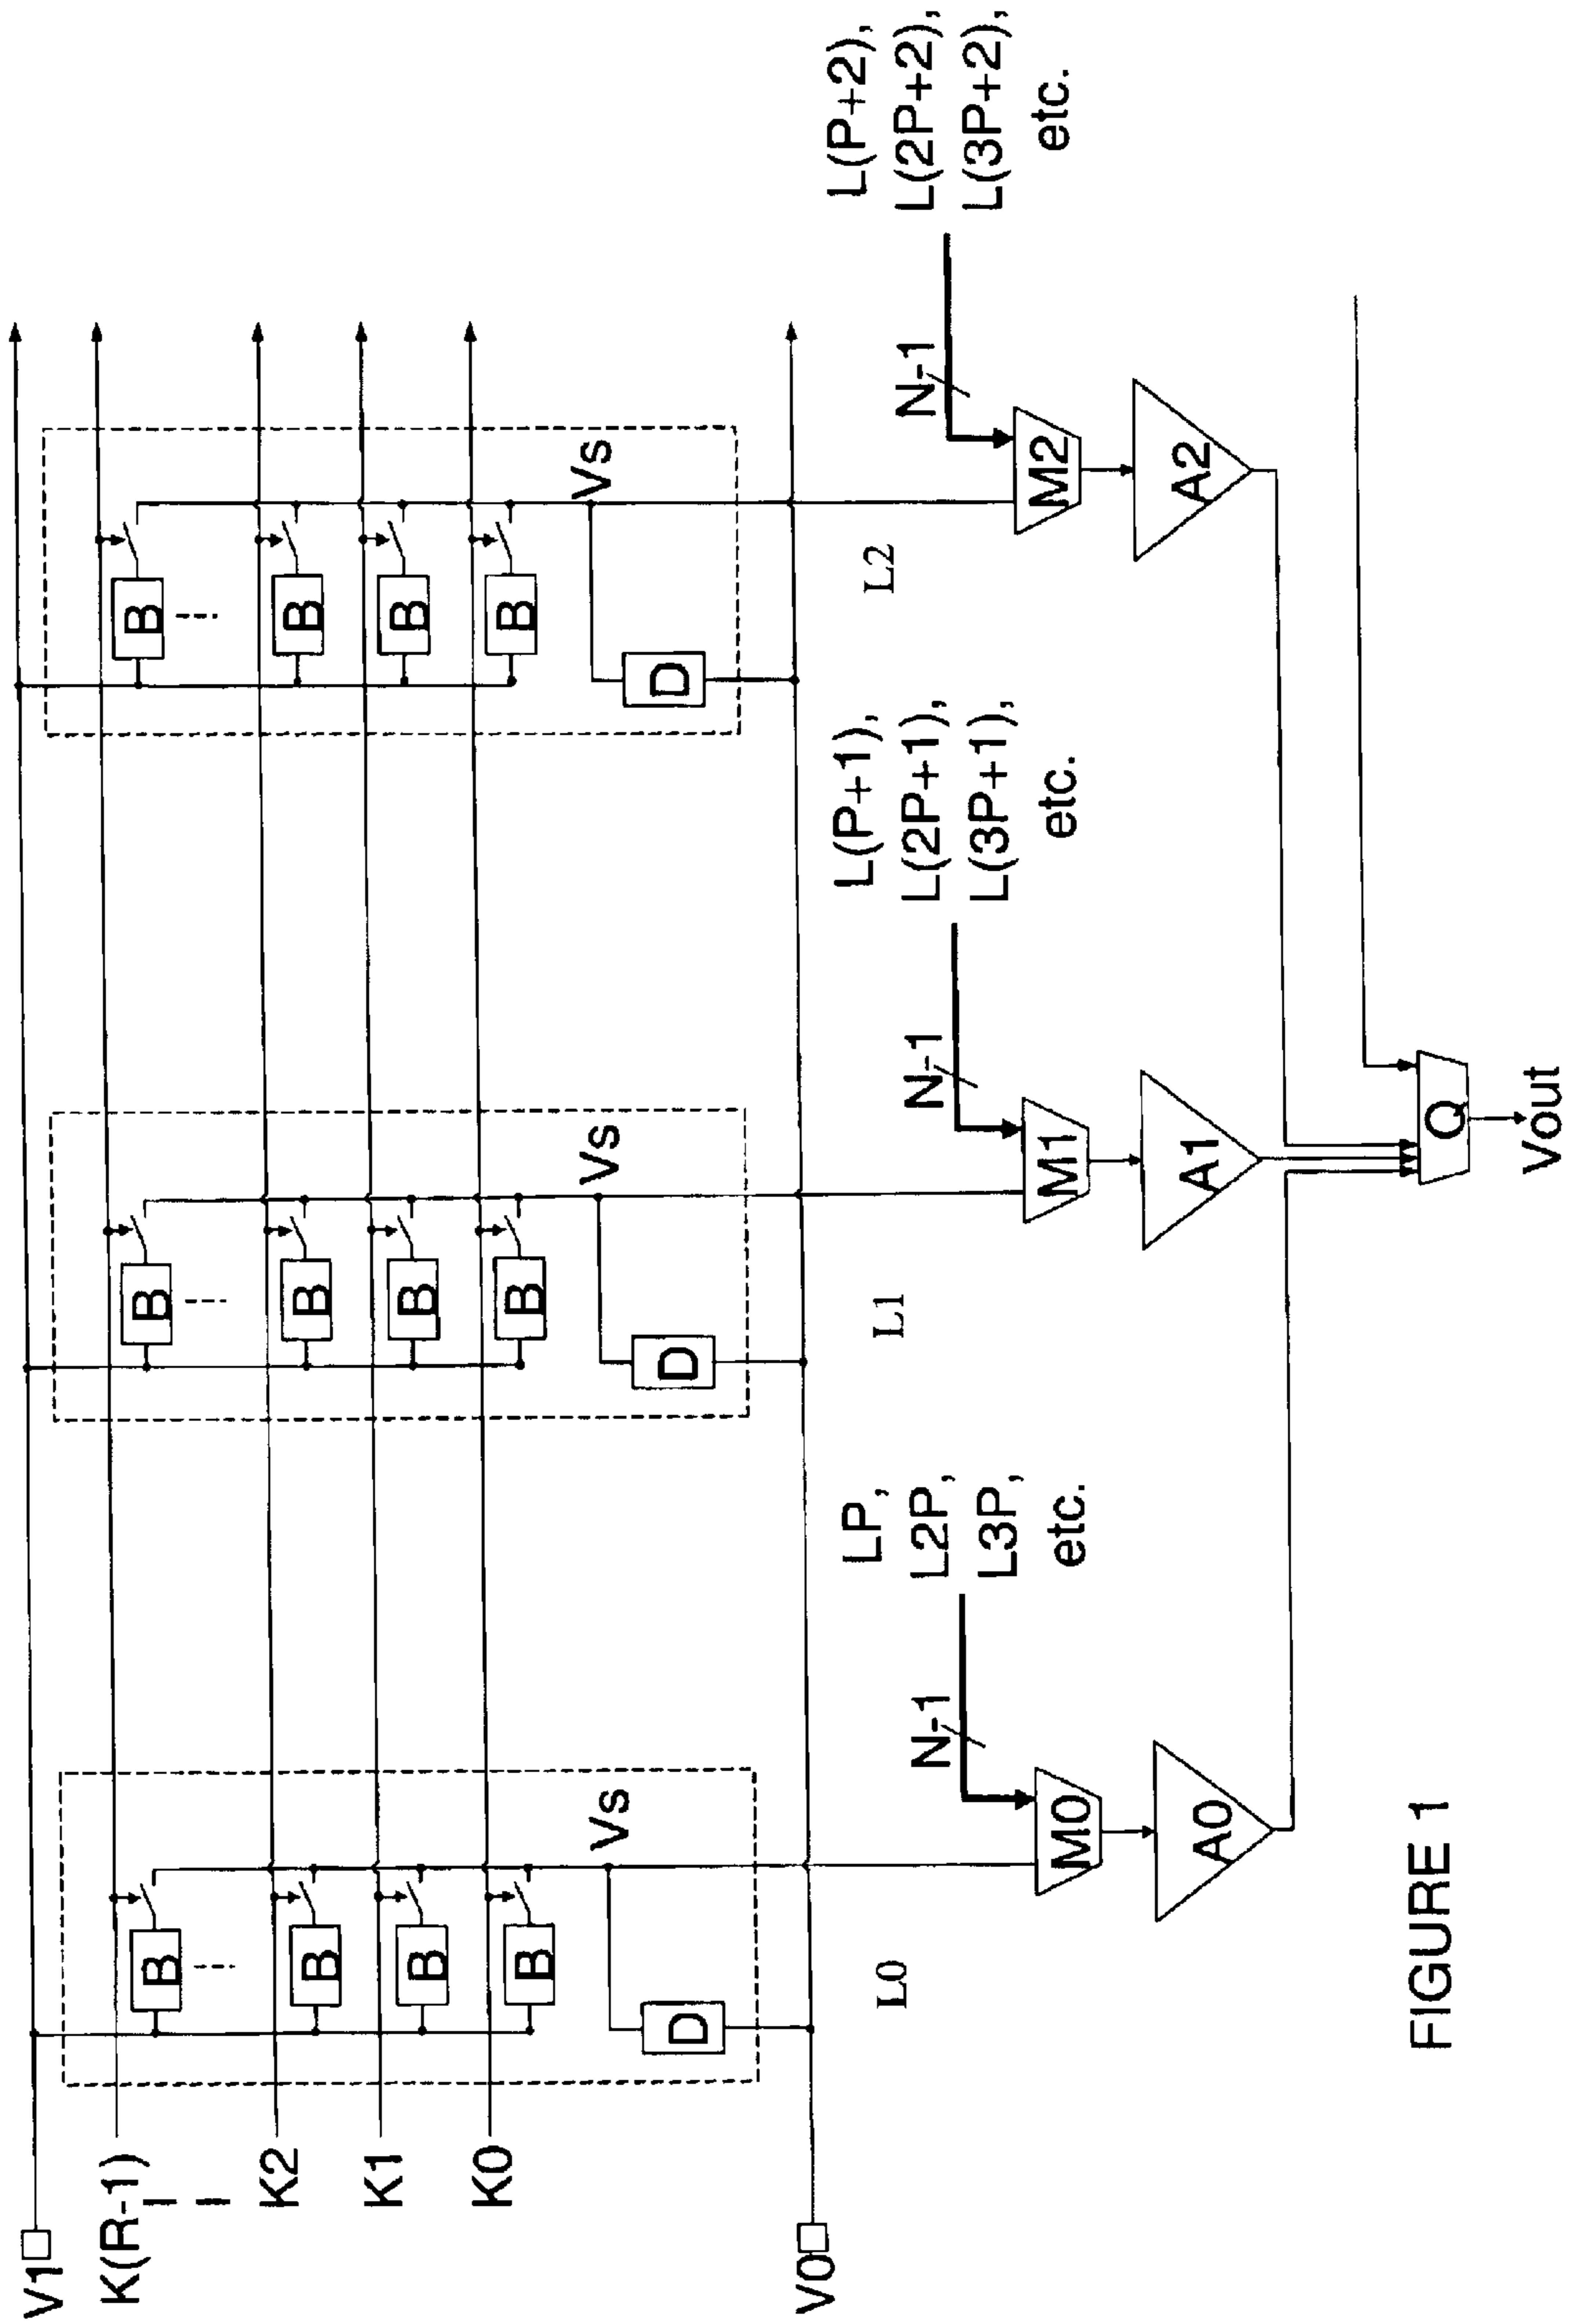 V1
K(R-1)
K2
K1
K0
V0
B
B
B
B
D
Vs
B
B
B
B
D
Vs
B
B
B
B
D
Vs
L0
L1
L2
LP,
L2P,
L3P,
etc.
L(P+1),
L(2P+1),
L(3P+1),
etc.
L(P+2),
L(2P+2),
L(3P+2),
etc.
N-1
N-1
N-1
M0
M1
M2
A0
A1
A2
Q
Vout
FIGURE 1